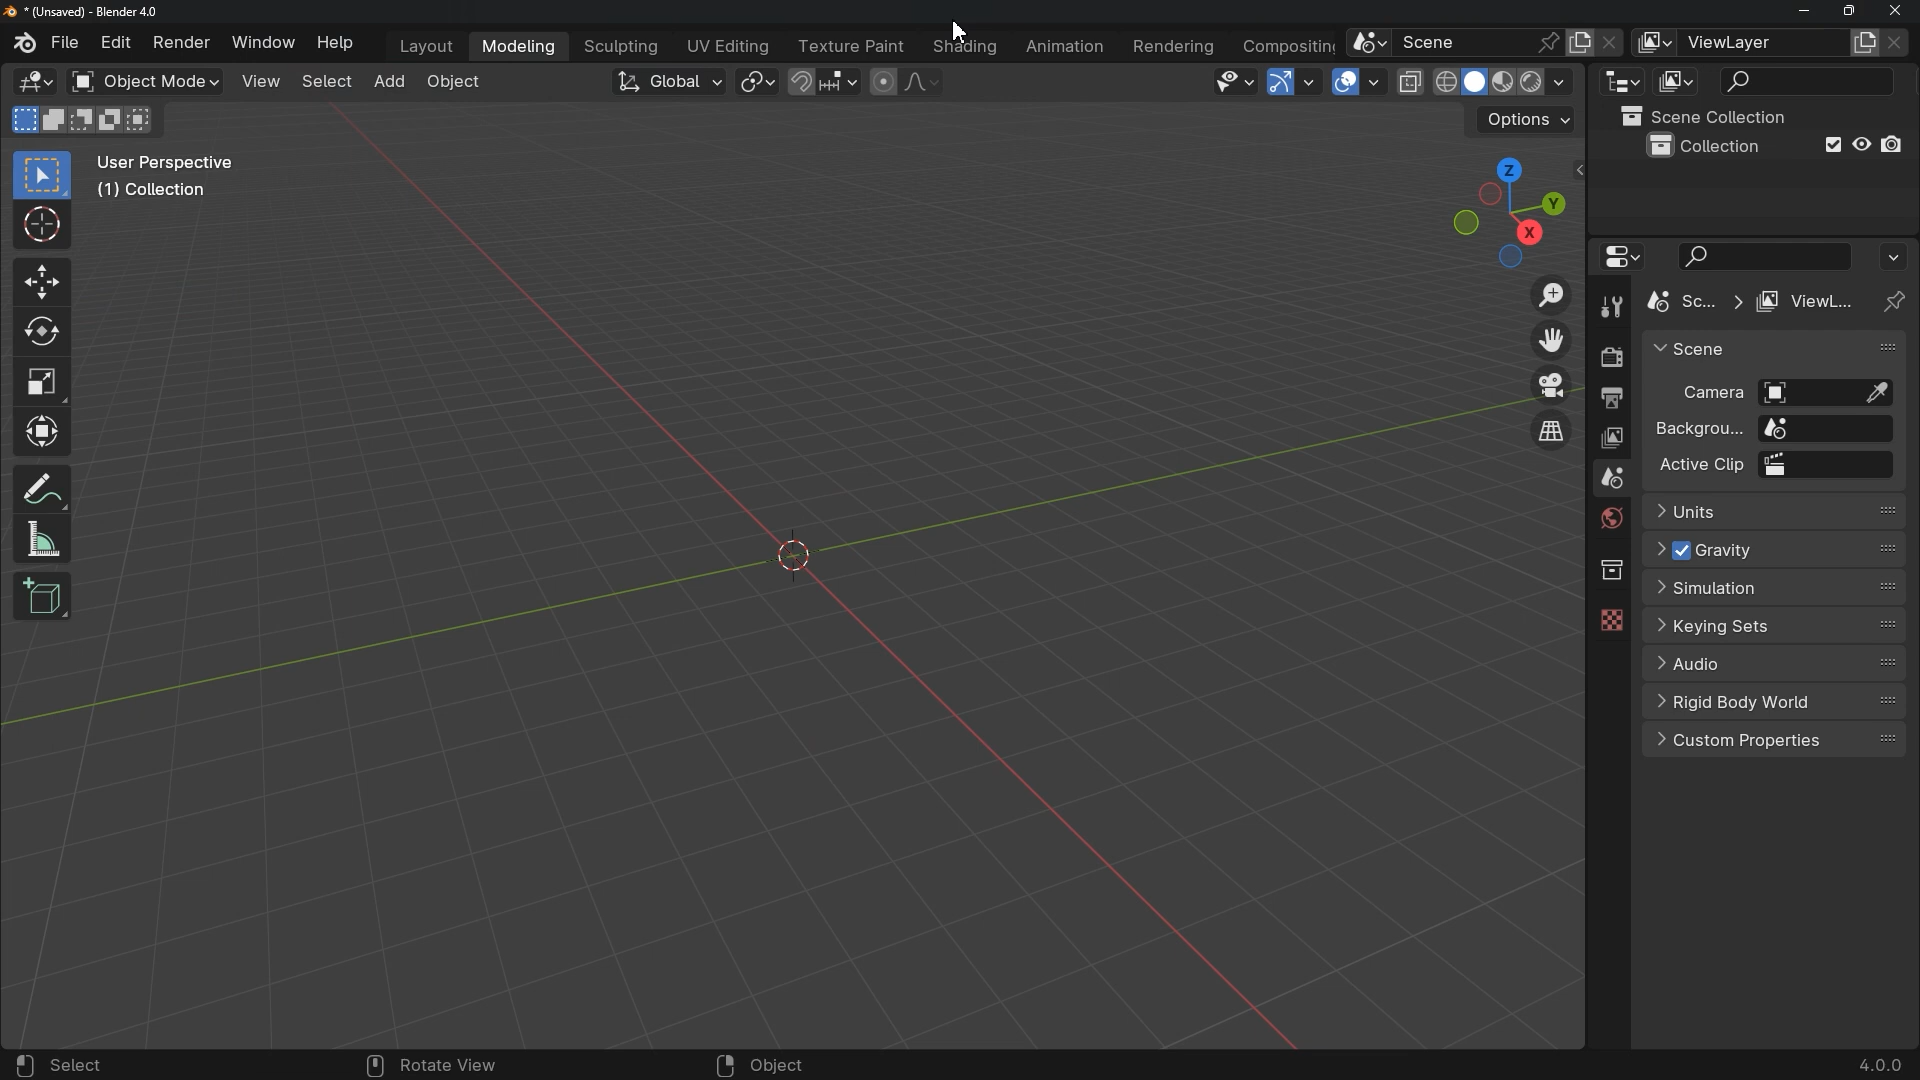 * (Unsaved) - Blender 4.0
File Edit Render Window Help Layout Modeling Sculpting UV Editing Texture Paint Shading Animation Rendering Compositing Scene ViewLayer
Object Mode View Select Add Object Global
Options
User Perspective
(1) Collection
Z
Y
X
Scene Collection
Collection
Sc... ViewL...
Scene
Camera
Backgrou...
Active Clip
Units
Gravity
Simulation
Keying Sets
Audio
Rigid Body World
Custom Properties
Select Rotate View Object 4.0.0